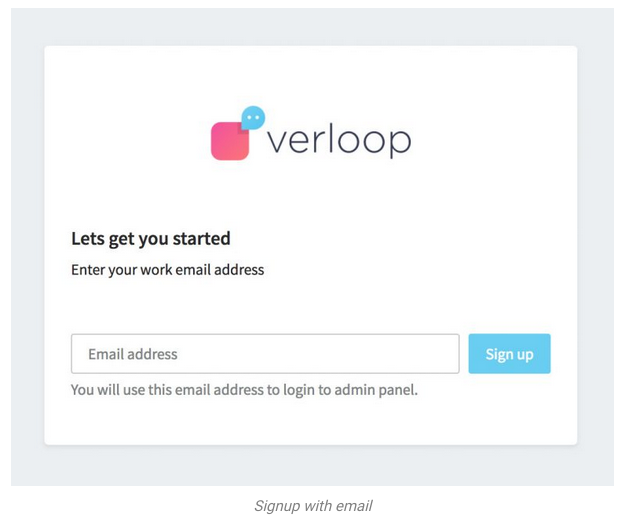 verloop
Lets get you started
Enter your work email address
Email address
Sign up
You will use this email address to login to admin panel.
Signup with email